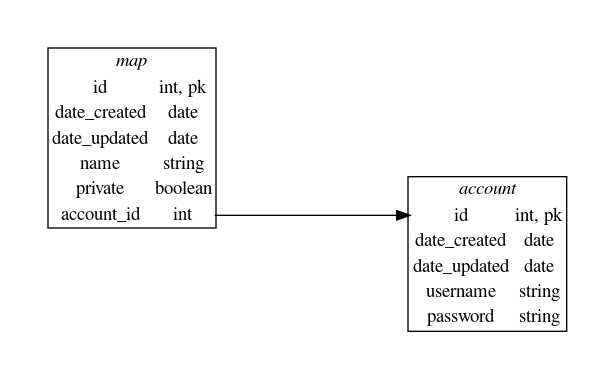 map
id int, pk
date_created date
date_updated date
name string
private boolean
account_id int
account
id int, pk
date_created date
date_updated date
username string
password string